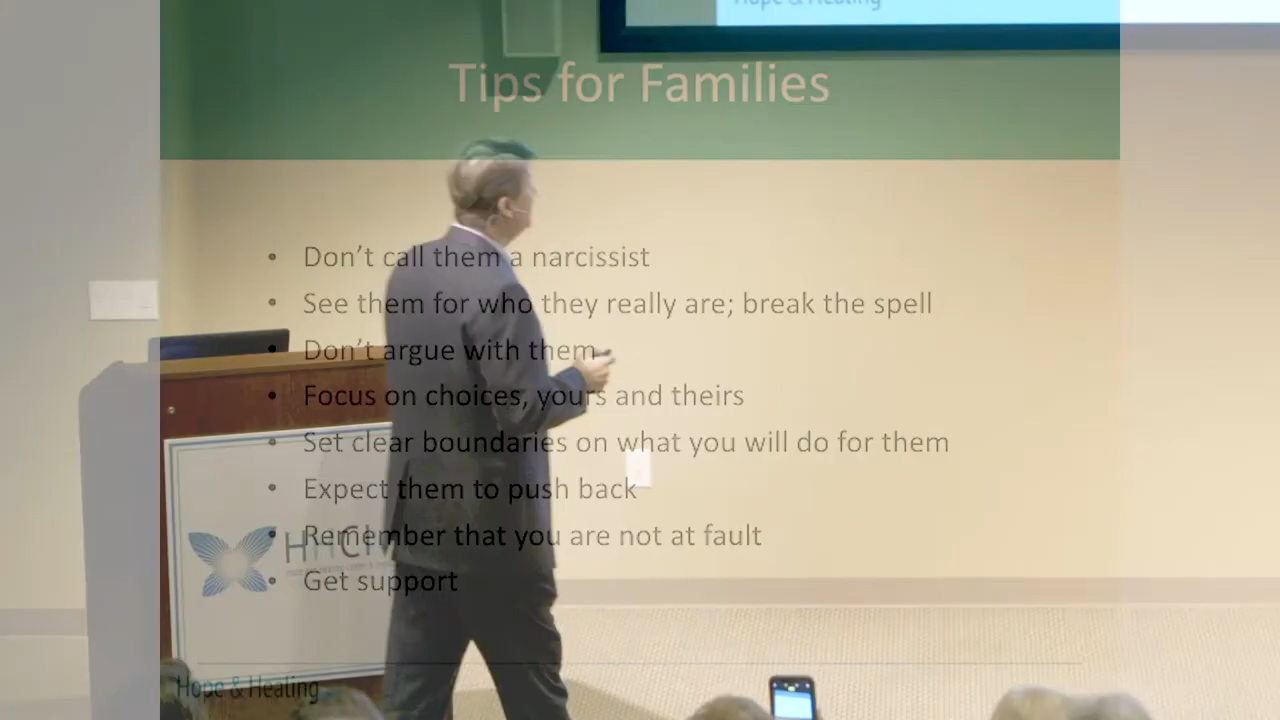 Hope & Healing
Tips for Families
• Don’t call them a narcissist
• See them for who they really are; break the spell
• Don’t argue with them
• Focus on choices, yours and theirs
• Set clear boundaries on what you will do for them
• Expect them to push back
• Remember that you are not at fault
• Get support
Hope & Healing